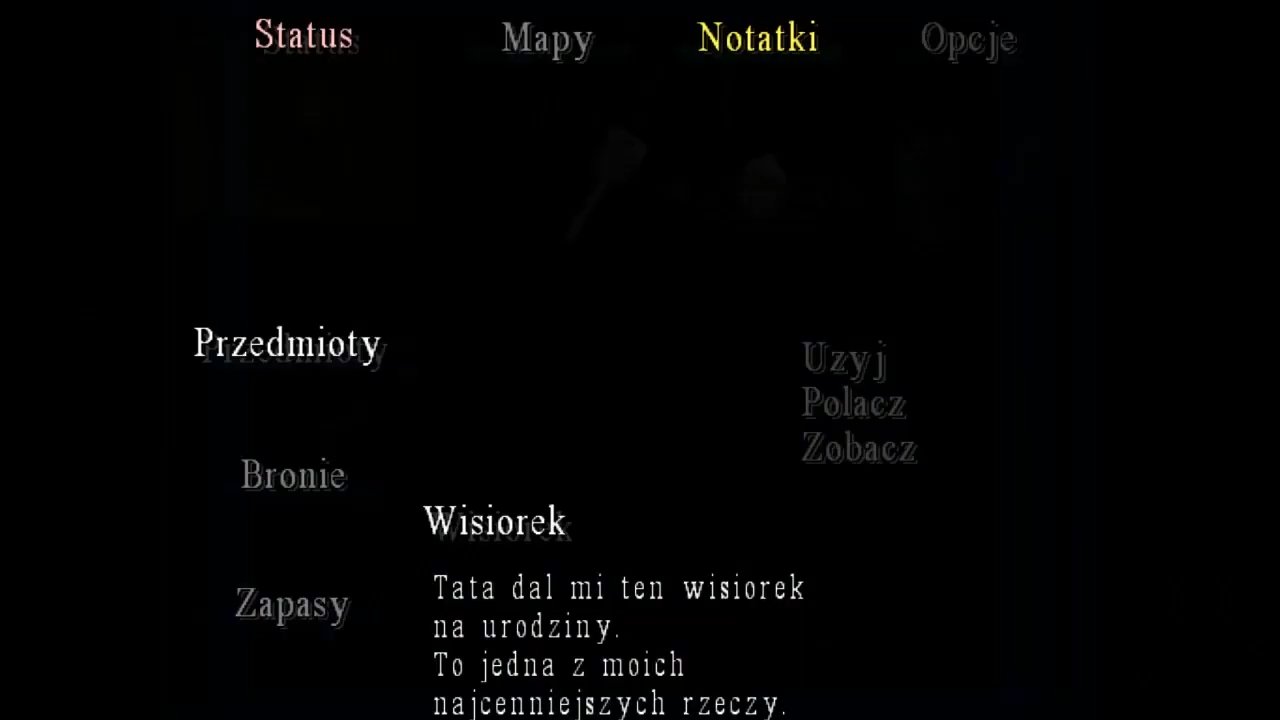 Status
Mapy
Notatki
Opcje
Przedmioty
Uzyj
Polacz
Zobacz
Bronie
Wisiorek
Zapasy
Tata dal mi ten wisiorek
na urodziny.
To jedna z moich
najcenniejszych rzeczy.